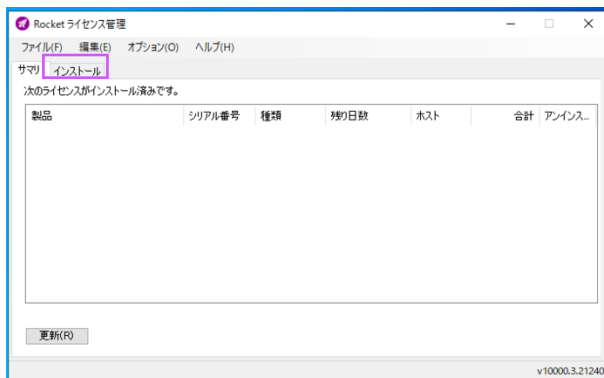 Rocket ライセンス管理
ファイル(F) 編集(E) オプション(O) ヘルプ(H)
サマリ インストール
次のライセンスがインストール済みです。
製品 シリアル番号 種類 残り日数 ホスト 合計 アンインス...
更新(R)
v10000.3.21240